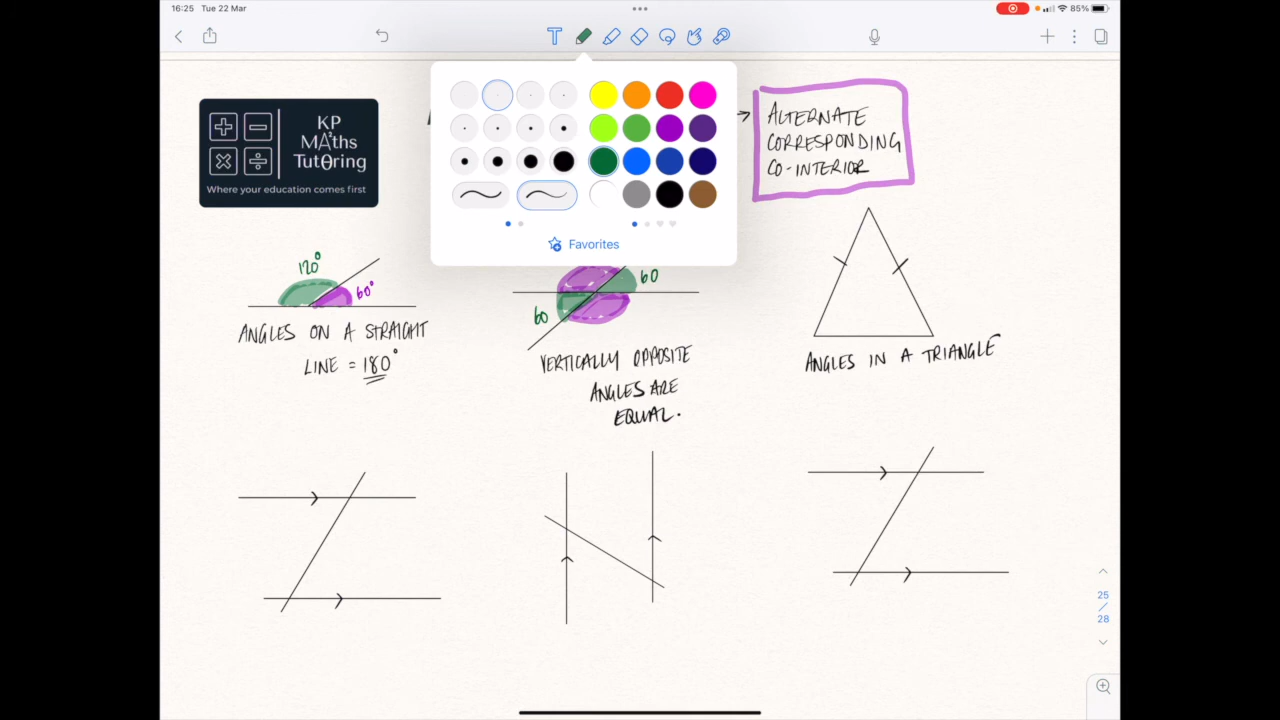 16:25 Tue 22 Mar
85%
T
KP
MA²ths
Tutoring
Where your education comes first
ALTERNATE
CORRESPONDING
CO-INTERIOR
Favorites
120°
60°
ANGLES ON A STRAIGHT
LINE = 180°
60
60
VERTICALLY OPPOSITE
ANGLES ARE
EQUAL.
ANGLES IN A TRIANGLE
25
/
28